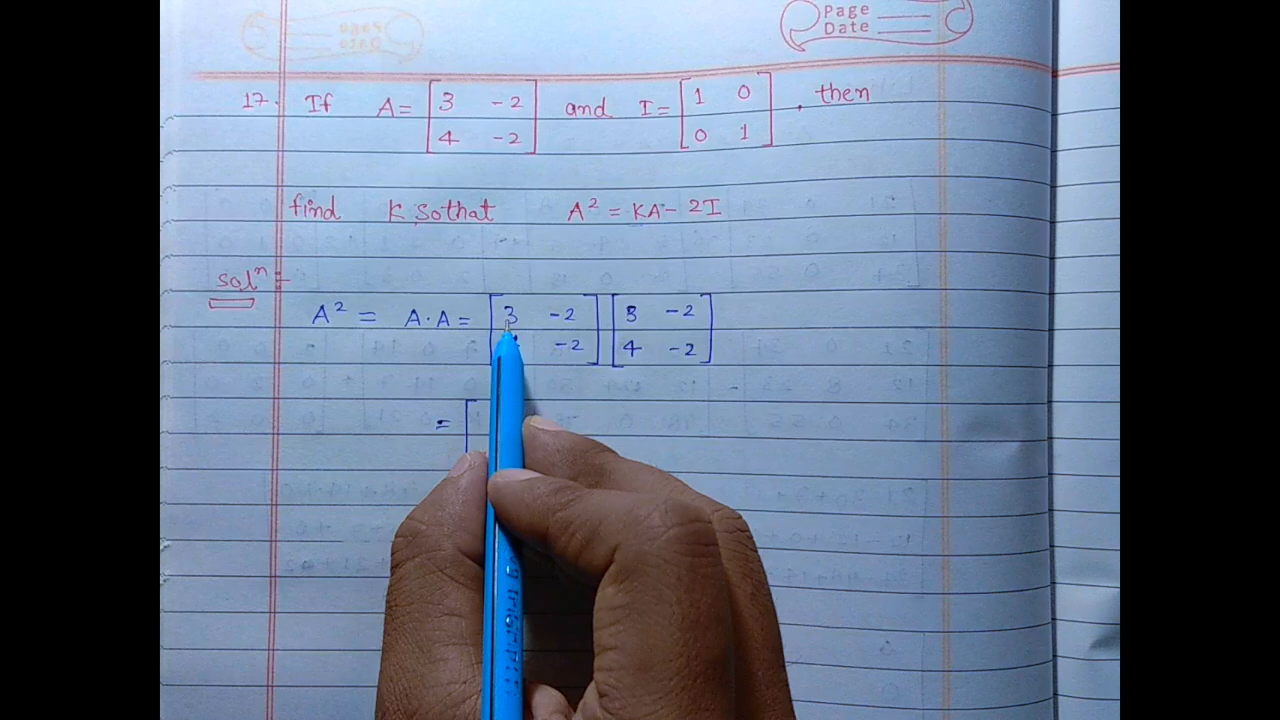 Page
Date
17. If A = [ 3 -2 and I = [ 1 0 , then
4 -2 ] 0 1 ]
find K so that A² = KA - 2I
solⁿ
A² = A·A = [ 3 -2 ] [ 3 -2 ]
-2 4 -2
= [